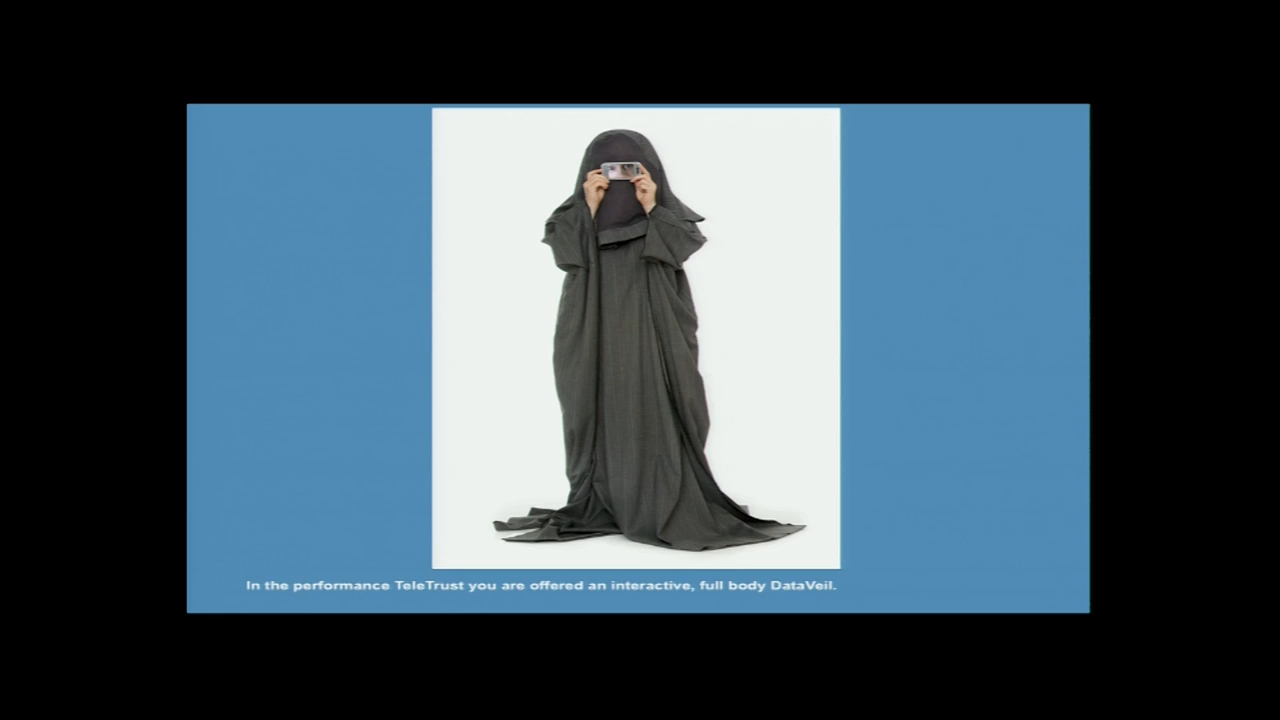 In the performance TeleTrust you are offered an interactive, full body DataVeil.